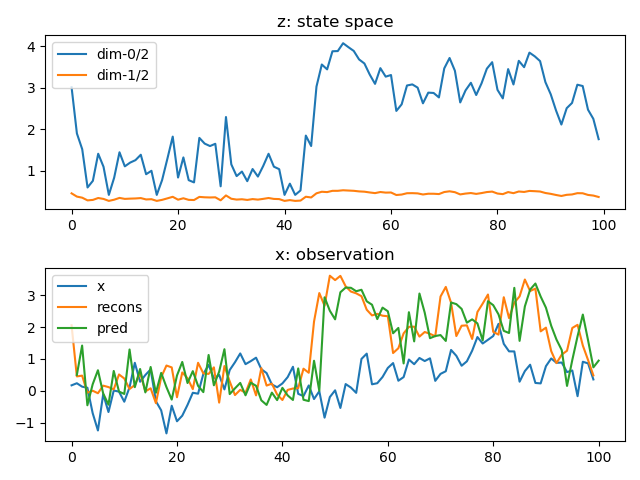 z: state space
4
3
2
1
dim-0/2
dim-1/2
0 20 40 60 80 100
x: observation
3
2
1
0
−1
x
recons
pred
0 20 40 60 80 100